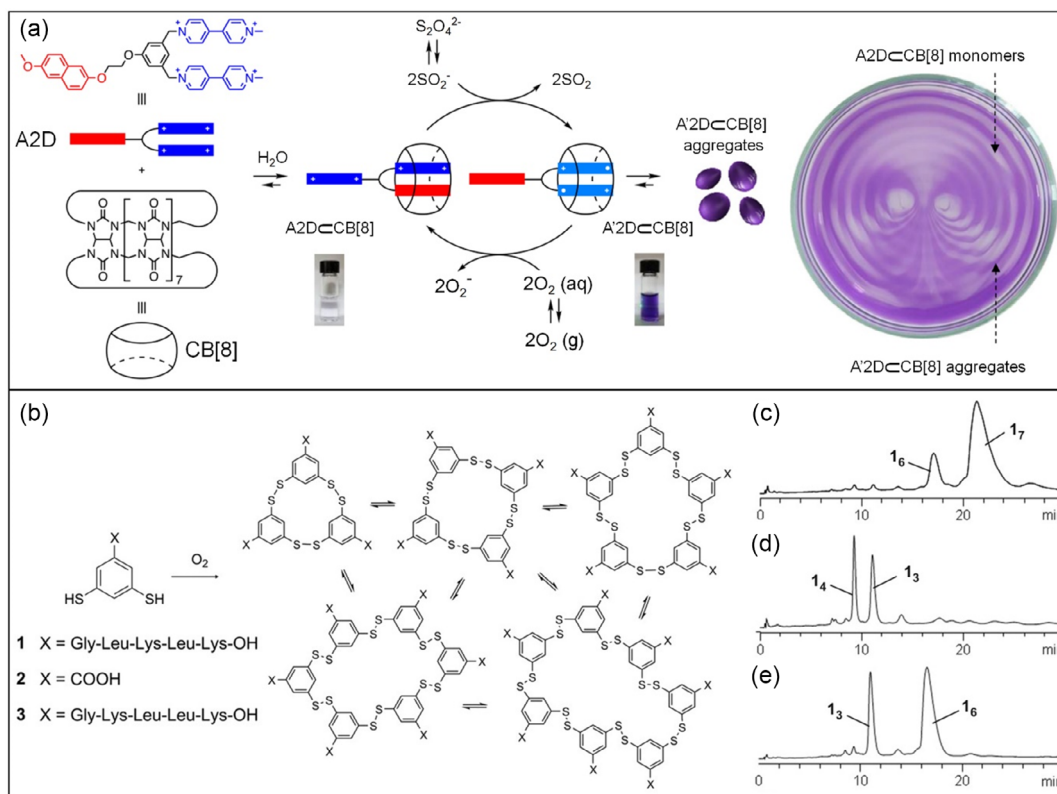 (a)
O
O
O
N
+
N
+
N
+
N
+
A2D
+
O
O
N
N
N
N
N
N
N
N
O
O
7
CB[8]
H₂O
A2D⊂CB[8]
S₂O₄²⁻
2SO₂⁻
2SO₂
A'2D⊂CB[8]
2O₂⁻
2O₂ (aq)
2O₂ (g)
A'2D⊂CB[8]
aggregates
A2D⊂CB[8] monomers
A'2D⊂CB[8] aggregates
(b)
X
HS
SH
O₂
1 X = Gly-Leu-Lys-Leu-Lys-OH
2 X = COOH
3 X = Gly-Lys-Leu-Leu-Lys-OH
(c)
1₆
1₇
0
10
20
min
(d)
1₄
1₃
0
10
20
min
(e)
1₃
1₆
0
10
20
min